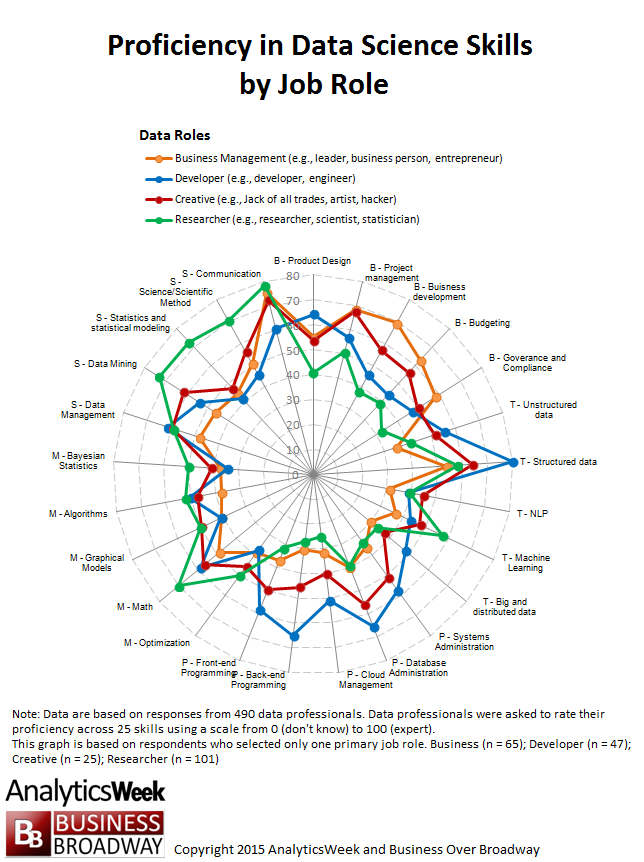 Proficiency in Data Science Skills
by Job Role
Data Roles
Business Management (e.g., leader, business person, entrepreneur)
Developer (e.g., developer, engineer)
Creative (e.g., Jack of all trades, artist, hacker)
Researcher (e.g., researcher, scientist, statistician)
B - Product Design
B - Project
management
B - Buisness
development
B - Budgeting
B - Goverance and
Compliance
T - Unstructured
data
T - Structured data
T - NLP
T - Machine
Learning
T - Big and
distributed data
P - Systems
Administration
P - Database
Administration
P - Cloud
Management
P - Back-end
Programming
P - Front-end
Programming
M - Optimization
M - Math
M - Graphical
Models
M - Algorithms
M - Bayesian
Statistics
S - Data
Management
S - Data Mining
S - Statistics and
statistical modeling
S -
Science/Scientific
Method
S - Communication
80
70
60
50
40
30
20
10
0
Note: Data are based on responses from 490 data professionals. Data professionals were asked to rate their
proficiency across 25 skills using a scale from 0 (don't know) to 100 (expert).
This graph is based on respondents who selected only one primary job role. Business (n = 65); Developer (n = 47);
Creative (n = 25); Researcher (n = 101)
AnalyticsWeek
BB BUSINESS
BROADWAY
Copyright 2015 AnalyticsWeek and Business Over Broadway